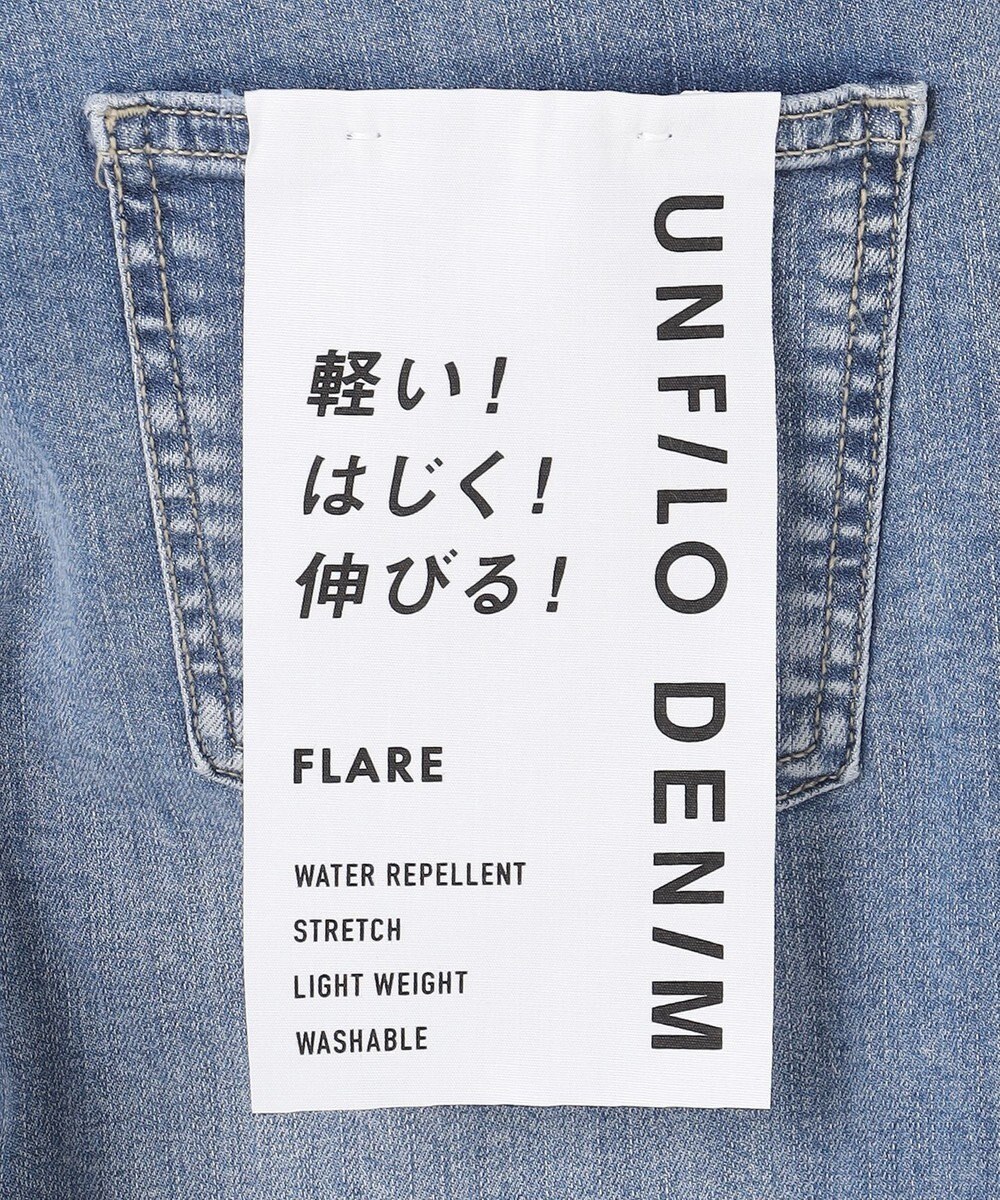 UNF/LO DEN/M
軽い!
はじく!
伸びる!
FLARE
WATER REPELLENT
STRETCH
LIGHT WEIGHT
WASHABLE